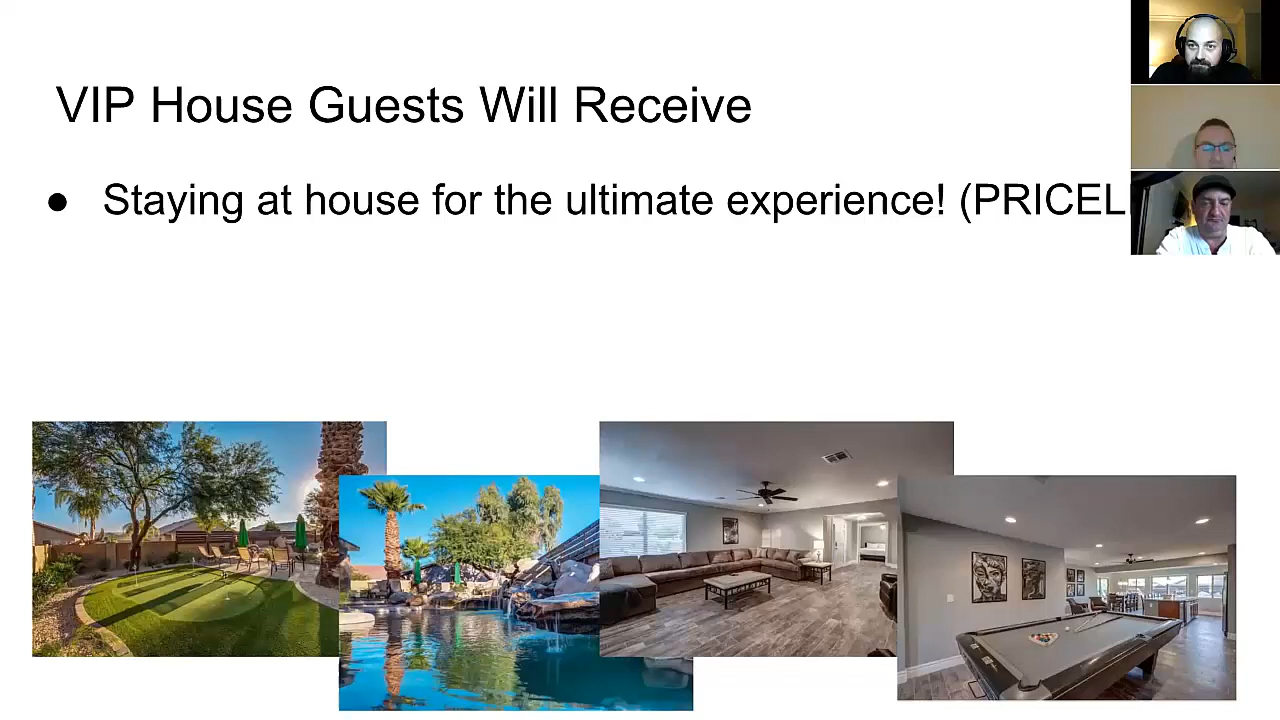 VIP House Guests Will Receive
● Staying at house for the ultimate experience! (PRICEL